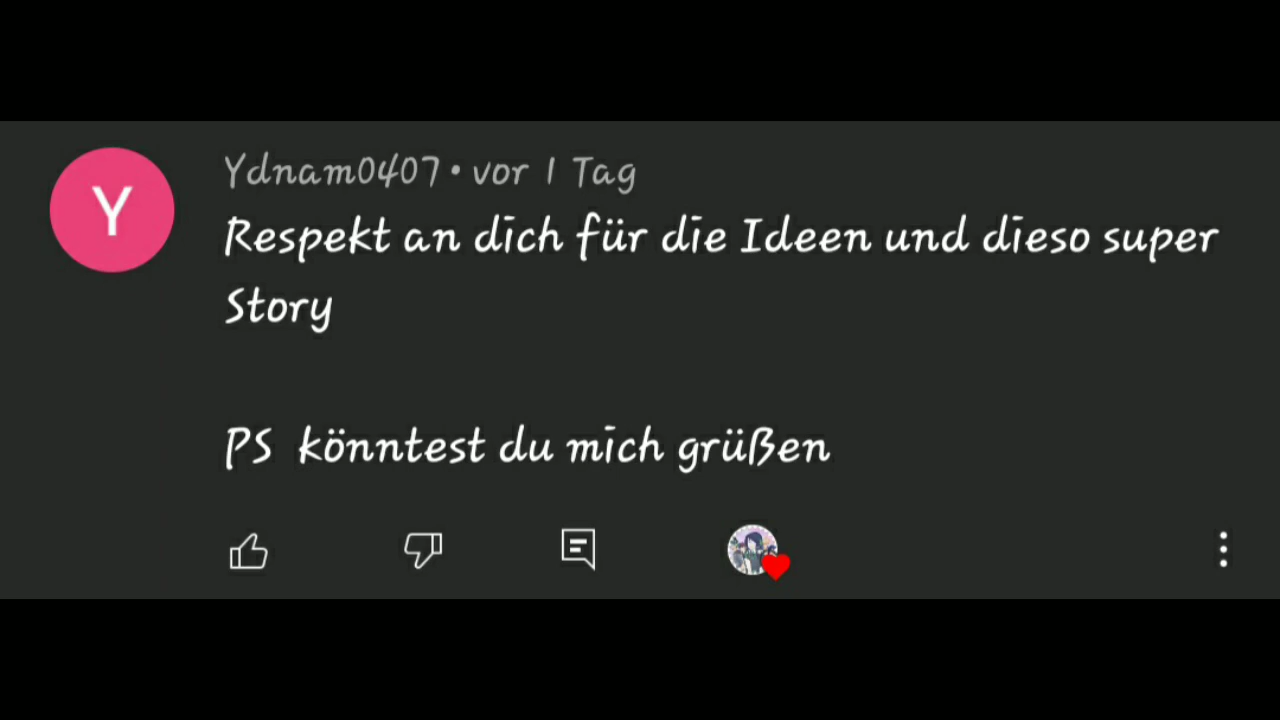 Y
Ydnam0407 • vor 1 Tag
Respekt an dich für die Ideen und dieso super
Story
PS könntest du mich grüßen